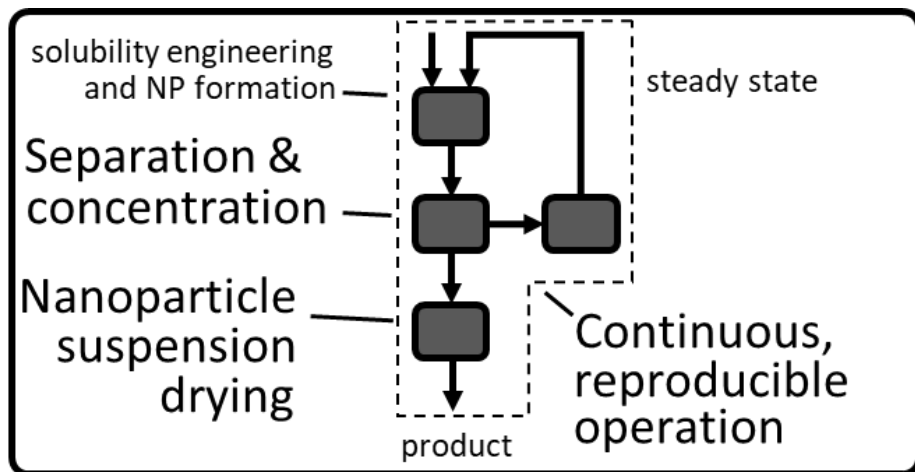 solubility engineering
and NP formation
steady state
Separation &
concentration
Nanoparticle
suspension
drying
Continuous,
reproducible
operation
product